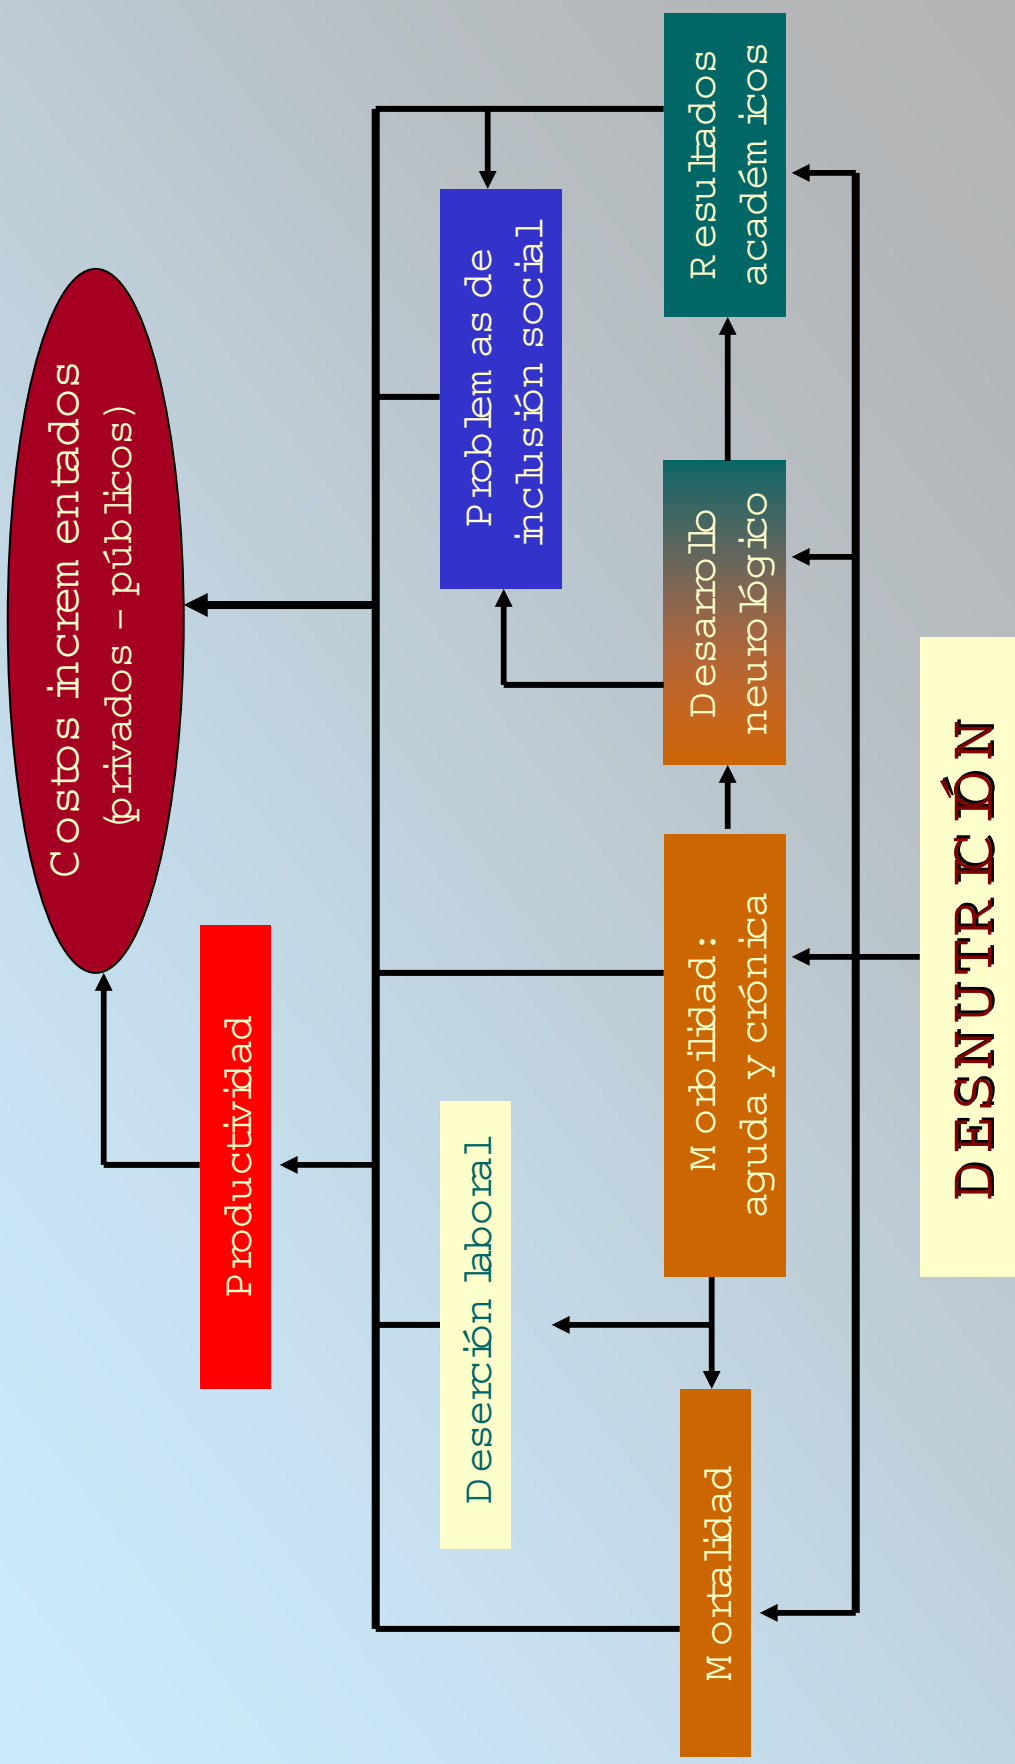 Costos incrementados
(privados – públicos)
Productividad
Deserción laboral
Problemas de
inclusión social
Mortalidad
Morbilidad:
aguda y crónica
Desarrollo
neurológico
Resultados
académicos
DESNUTRICIÓN